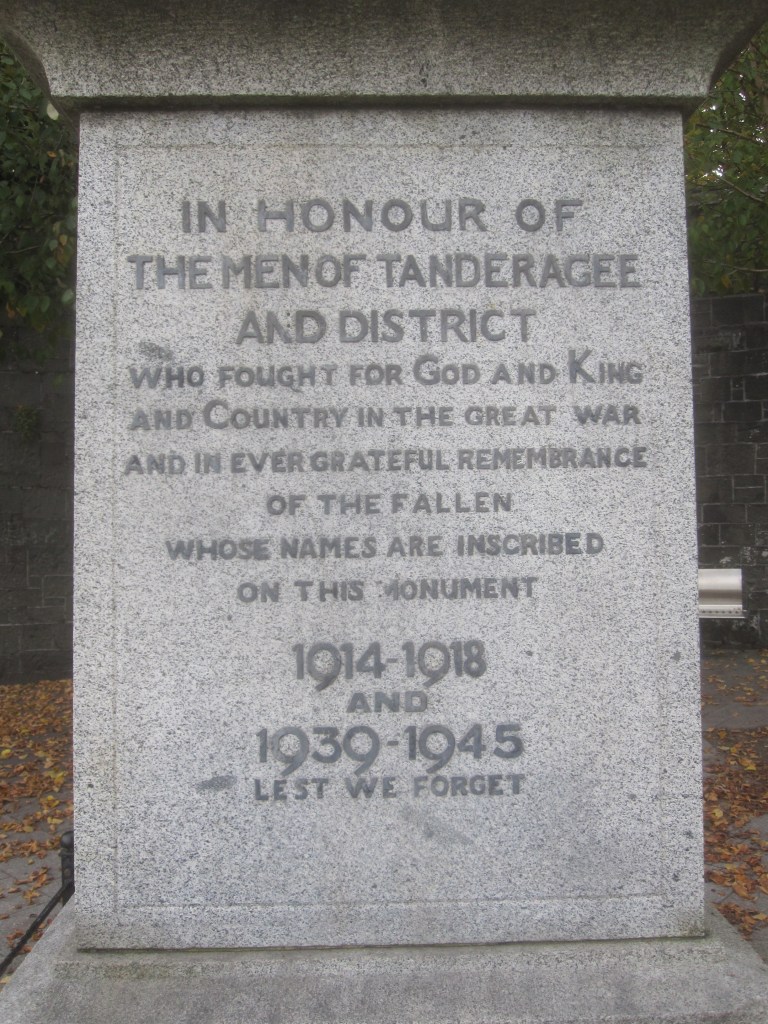 IN HONOUR OF
THE MEN OF TANDERAGEE
AND DISTRICT
WHO FOUGHT FOR GOD AND KING
AND COUNTRY IN THE GREAT WAR
AND IN EVER GRATEFUL REMEMBRANCE
OF THE FALLEN
WHOSE NAMES ARE INSCRIBED
ON THIS MONUMENT
1914-1918
AND
1939-1945
LEST WE FORGET